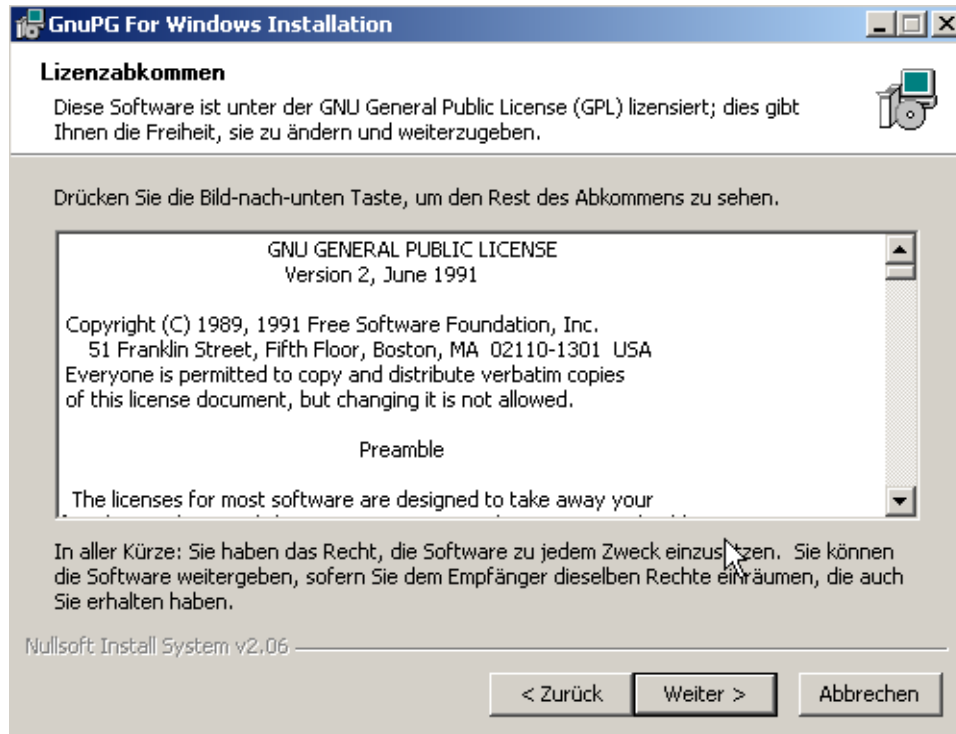 GnuPG For Windows Installation
Lizenzabkommen
Diese Software ist unter der GNU General Public License (GPL) lizensiert; dies gibt
Ihnen die Freiheit, sie zu ändern und weiterzugeben.
Drücken Sie die Bild-nach-unten Taste, um den Rest des Abkommens zu sehen.
GNU GENERAL PUBLIC LICENSE
Version 2, June 1991
Copyright (C) 1989, 1991 Free Software Foundation, Inc.
51 Franklin Street, Fifth Floor, Boston, MA 02110-1301 USA
Everyone is permitted to copy and distribute verbatim copies
of this license document, but changing it is not allowed.
Preamble
The licenses for most software are designed to take away your
In aller Kürze: Sie haben das Recht, die Software zu jedem Zweck einzusetzen. Sie können
die Software weitergeben, sofern Sie dem Empfänger dieselben Rechte einräumen, die auch
Sie erhalten haben.
Nullsoft Install System v2.06
< Zurück Weiter > Abbrechen